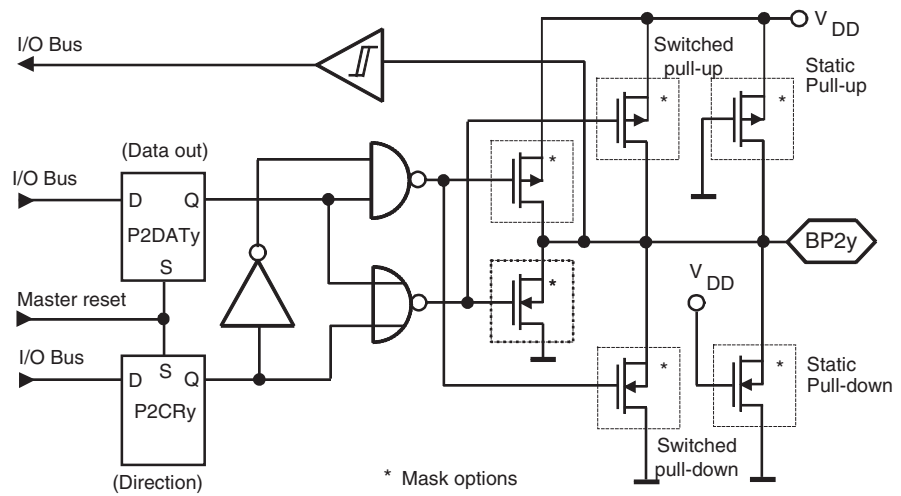 V DD
I/O Bus
Switched
pull-up
Static
Pull-up
*
*
(Data out)
*
I/O Bus
D Q
P2DATy
S
BP2y
V DD
*
Master reset
I/O Bus
S
D Q
P2CRy
*
*
Static
Pull-down
Switched
pull-down
(Direction)
* Mask options